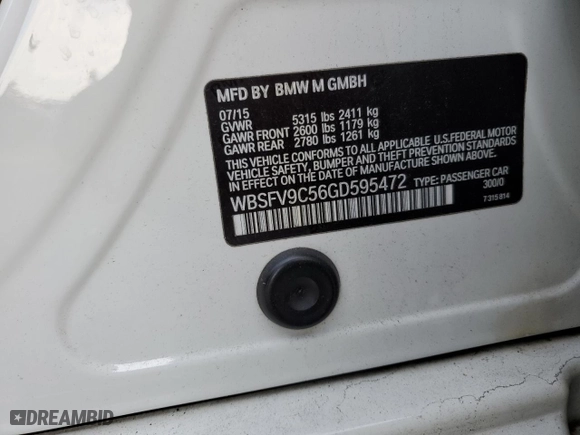 MFD BY BMW M GMBH
07/15
GVWR 5315 lbs 2411 kg
GAWR FRONT 2600 lbs 1179 kg
GAWR REAR 2780 lbs 1261 kg
THIS VEHICLE CONFORMS TO ALL APPLICABLE U.S.FEDERAL MOTOR
VEHICLE SAFETY, BUMPER AND THEFT PREVENTION STANDARDS
IN EFFECT ON THE DATE OF MANUFACTURE SHOWN ABOVE.
WBSFV9C56GD595472 TYPE: PASSENGER CAR
300/0
7 315 814
DREAMBID